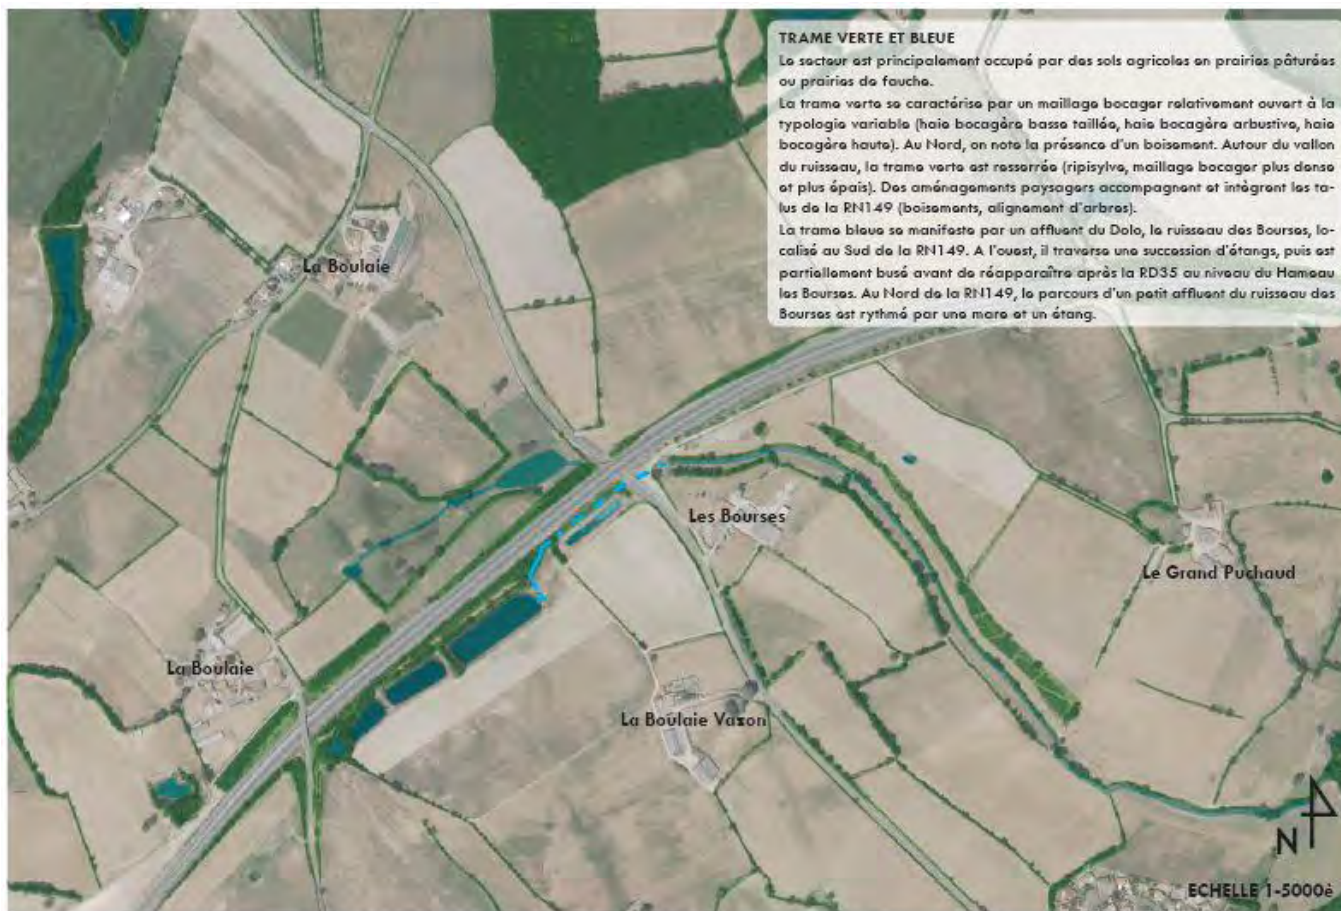 TRAME VERTE ET BLEUE
Le secteur est principalement occupé par des sols agricoles en prairies pâturées
ou prairies de fauche.
La trame verte se caractérise par un maillage bocager relativement ouvert à la
typologie variable (haie bocagère basse taillée, haie bocagère arbustive, haie
bocagère haute). Au Nord, on note la présence d'un boisement. Autour du vallon
du ruisseau, la trame verte est resserrée (ripisylve, maillage bocager plus dense
et plus épais). Des aménagements paysagers accompagnent et intègrent les ta-
lus de la RN149 (boisements, alignement d'arbres).
La trame bleue se manifeste par un affluent du Dolo, le ruisseau des Bourses, lo-
calisé au Sud de la RN149. A l'ouest, il traverse une succession d'étangs, puis est
partiellement busé avant de réapparaître après la RD35 au niveau du Hameau
les Bourses. Au Nord de la RN149, le parcours d'un petit affluent du ruisseau des
Bourses est rythmé par une mare et un étang.
La Boulaie
Les Bourses
Le Grand Puchaud
La Boulaie
La Boulaie Vazon
N
ECHELLE 1-5000è